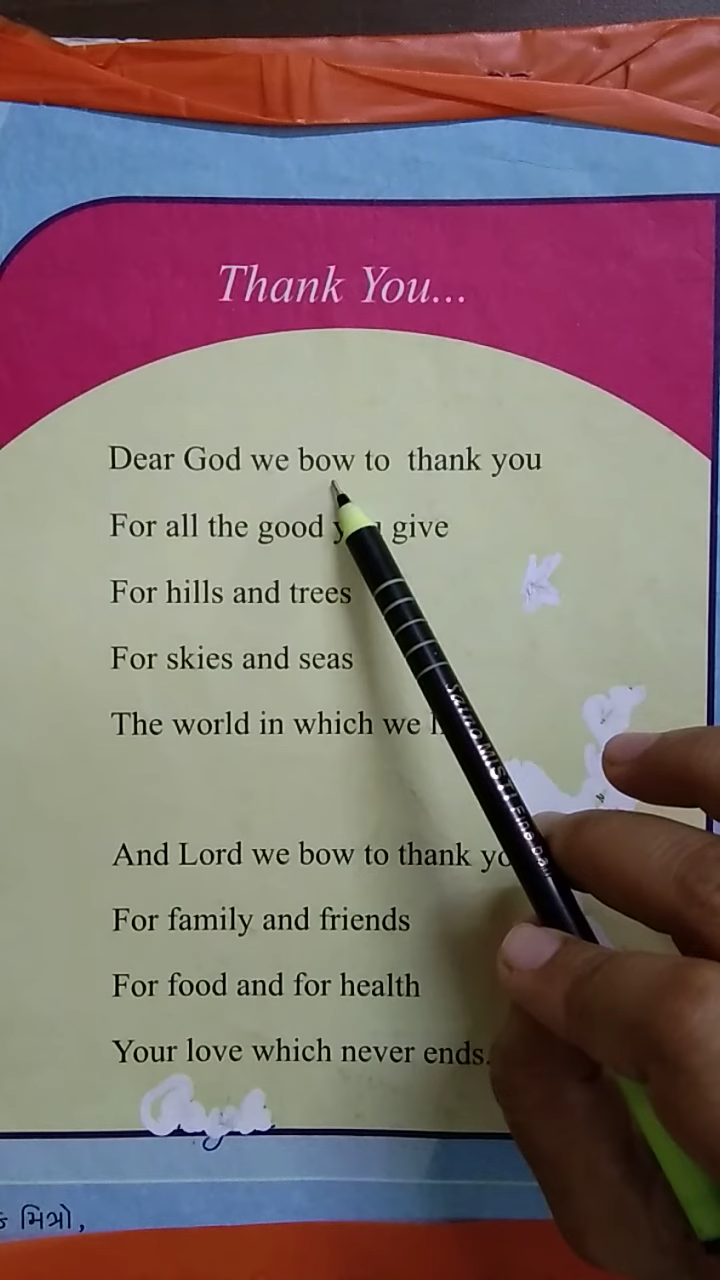 Thank You...
Dear God we bow to thank you
For all the good give
For hills and trees
For skies and seas
The world in which we
And Lord we bow to thank
For family and friends
For food and for health
Your love which never ends.
મિત્રો,
MISTI Fine